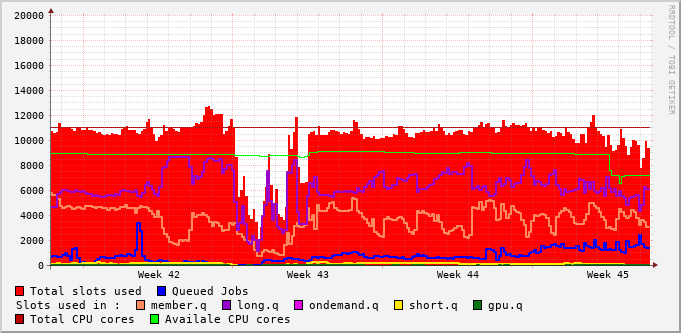 20000
18000
16000
14000
12000
10000
8000
6000
4000
2000
0
Week 42 Week 43 Week 44 Week 45
RRDTOOL / TOBI OETIKER
Total slots used Queued Jobs
Slots used in : member.q long.q ondemand.q short.q gpu.q
Total CPU cores Availale CPU cores